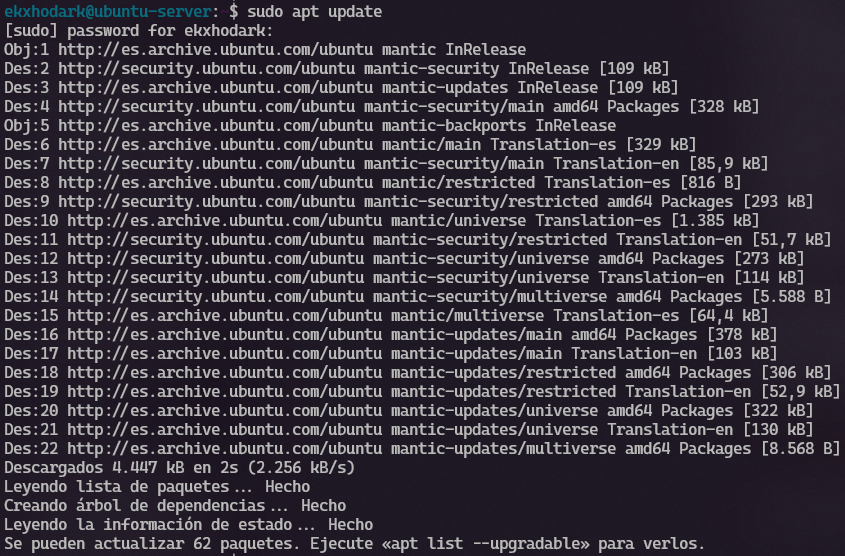 ekxhodark@ubuntu-server: $ sudo apt update
[sudo] password for ekxhodark:
Obj:1 http://es.archive.ubuntu.com/ubuntu mantic InRelease
Des:2 http://security.ubuntu.com/ubuntu mantic-security InRelease [109 kB]
Des:3 http://es.archive.ubuntu.com/ubuntu mantic-updates InRelease [109 kB]
Des:4 http://security.ubuntu.com/ubuntu mantic-security/main amd64 Packages [328 kB]
Obj:5 http://es.archive.ubuntu.com/ubuntu mantic-backports InRelease
Des:6 http://es.archive.ubuntu.com/ubuntu mantic/main Translation-es [329 kB]
Des:7 http://security.ubuntu.com/ubuntu mantic-security/main Translation-en [85,9 kB]
Des:8 http://es.archive.ubuntu.com/ubuntu mantic/restricted Translation-es [816 B]
Des:9 http://security.ubuntu.com/ubuntu mantic-security/restricted amd64 Packages [293 kB]
Des:10 http://es.archive.ubuntu.com/ubuntu mantic/universe Translation-es [1.385 kB]
Des:11 http://security.ubuntu.com/ubuntu mantic-security/restricted Translation-en [51,7 kB]
Des:12 http://security.ubuntu.com/ubuntu mantic-security/universe amd64 Packages [273 kB]
Des:13 http://security.ubuntu.com/ubuntu mantic-security/universe Translation-en [114 kB]
Des:14 http://security.ubuntu.com/ubuntu mantic-security/multiverse amd64 Packages [5.588 B]
Des:15 http://es.archive.ubuntu.com/ubuntu mantic/multiverse Translation-es [64,4 kB]
Des:16 http://es.archive.ubuntu.com/ubuntu mantic-updates/main amd64 Packages [378 kB]
Des:17 http://es.archive.ubuntu.com/ubuntu mantic-updates/main Translation-en [103 kB]
Des:18 http://es.archive.ubuntu.com/ubuntu mantic-updates/restricted amd64 Packages [306 kB]
Des:19 http://es.archive.ubuntu.com/ubuntu mantic-updates/restricted Translation-en [52,9 kB]
Des:20 http://es.archive.ubuntu.com/ubuntu mantic-updates/universe amd64 Packages [322 kB]
Des:21 http://es.archive.ubuntu.com/ubuntu mantic-updates/universe Translation-en [130 kB]
Des:22 http://es.archive.ubuntu.com/ubuntu mantic-updates/multiverse amd64 Packages [8.568 B]
Descargados 4.447 kB en 2s (2.256 kB/s)
Leyendo lista de paquetes... Hecho
Creando árbol de dependencias... Hecho
Leyendo la información de estado... Hecho
Se pueden actualizar 62 paquetes. Ejecute «apt list --upgradable» para verlos.